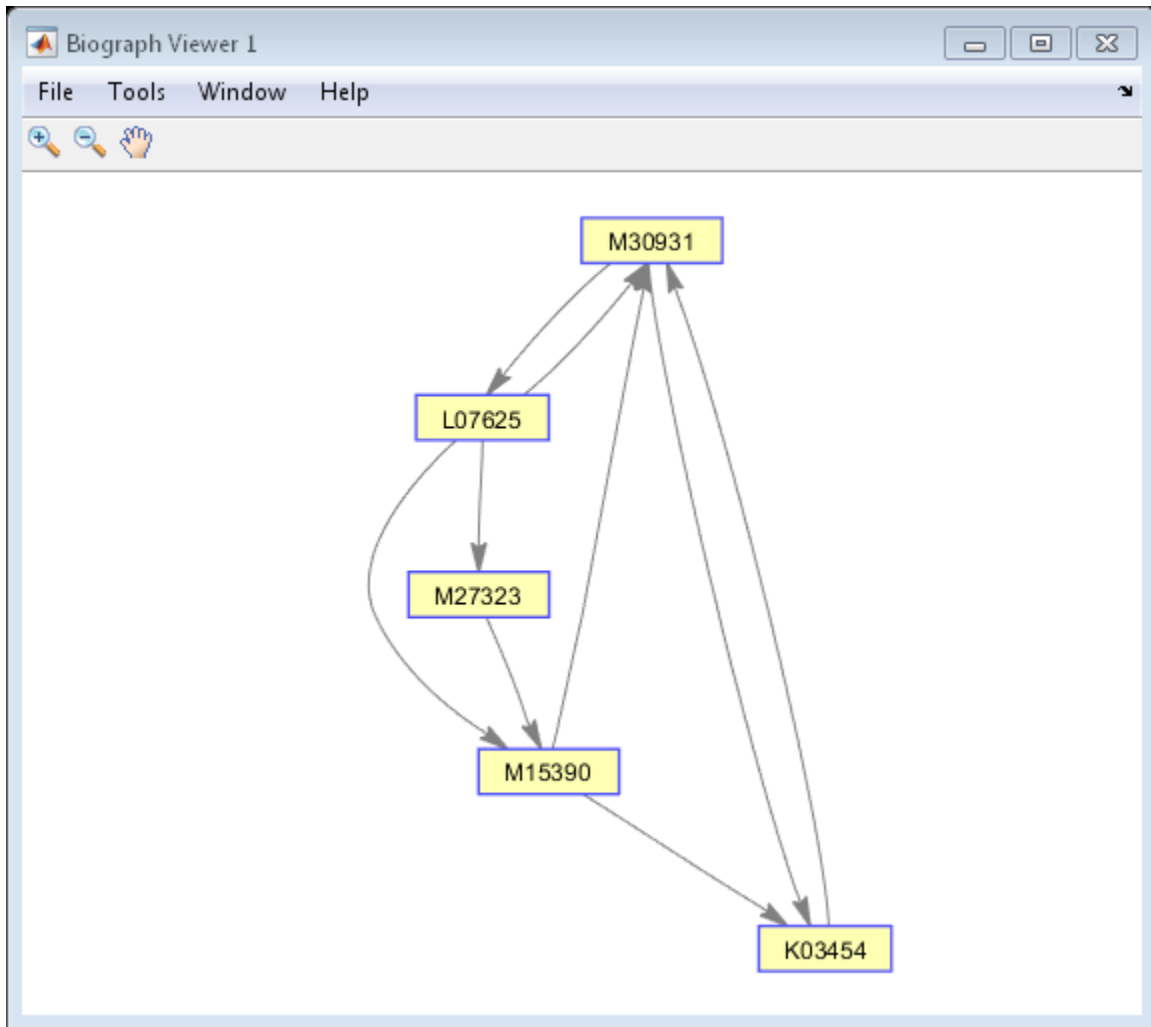 Biograph Viewer 1
File Tools Window Help
M30931
L07625
M27323
M15390
K03454